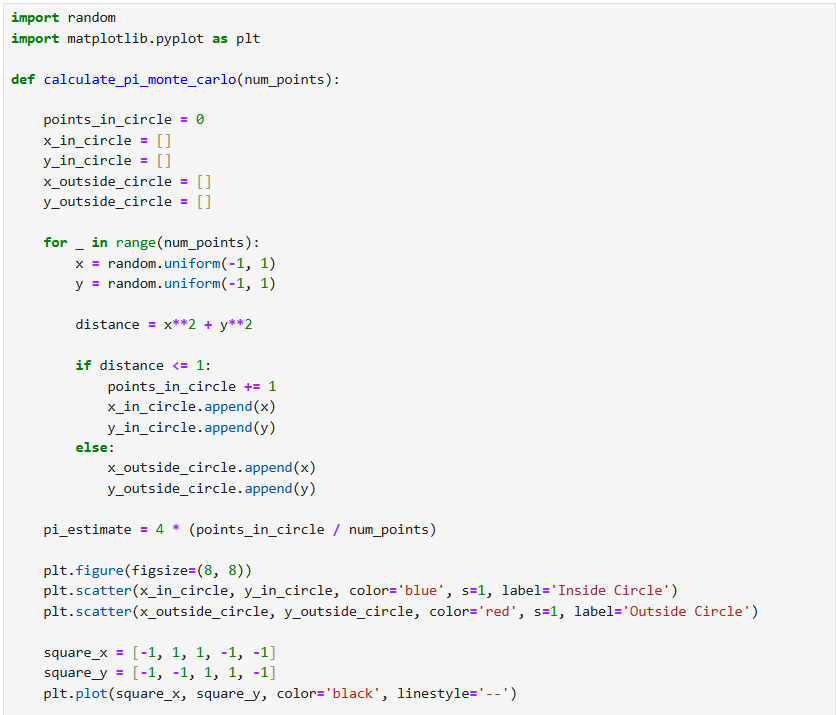 import random
import matplotlib.pyplot as plt

def calculate_pi_monte_carlo(num_points):

    points_in_circle = 0
    x_in_circle = []
    y_in_circle = []
    x_outside_circle = []
    y_outside_circle = []

    for _ in range(num_points):
        x = random.uniform(-1, 1)
        y = random.uniform(-1, 1)

        distance = x**2 + y**2

        if distance <= 1:
            points_in_circle += 1
            x_in_circle.append(x)
            y_in_circle.append(y)
        else:
            x_outside_circle.append(x)
            y_outside_circle.append(y)

    pi_estimate = 4 * (points_in_circle / num_points)

    plt.figure(figsize=(8, 8))
    plt.scatter(x_in_circle, y_in_circle, color='blue', s=1, label='Inside Circle')
    plt.scatter(x_outside_circle, y_outside_circle, color='red', s=1, label='Outside Circle')

    square_x = [-1, 1, 1, -1, -1]
    square_y = [-1, -1, 1, 1, -1]
    plt.plot(square_x, square_y, color='black', linestyle='--')